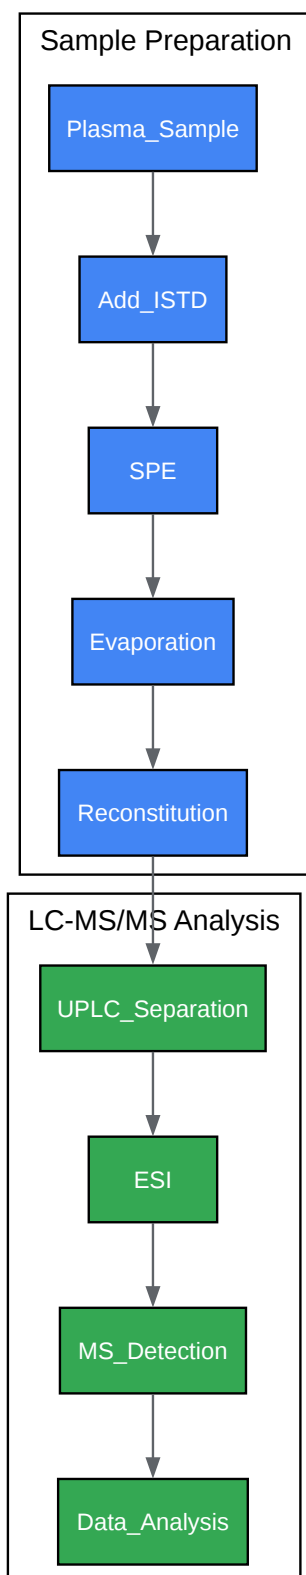 Sample Preparation
Plasma_Sample
Add_ISTD
SPE
Evaporation
Reconstitution
LC-MS/MS Analysis
UPLC_Separation
ESI
MS_Detection
Data_Analysis